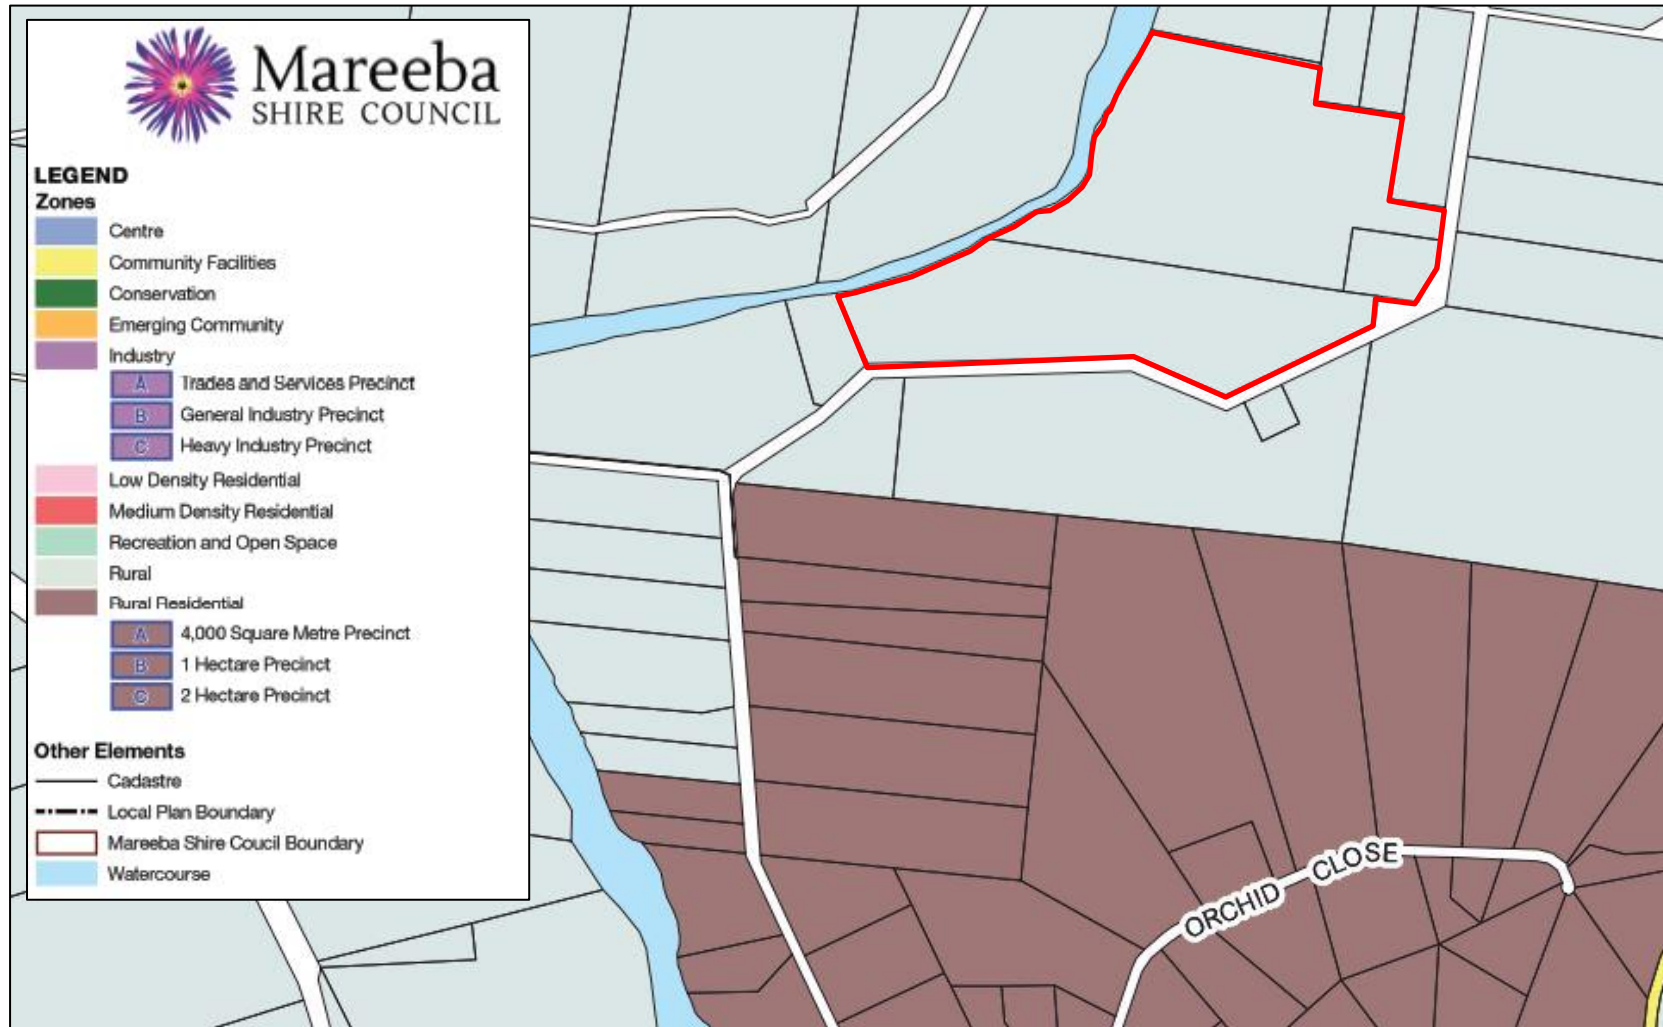 Mareeba
SHIRE COUNCIL
LEGEND
Zones
Centre
Community Facilities
Conservation
Emerging Community
Industry
A Trades and Services Precinct
B General Industry Precinct
C Heavy Industry Precinct
Low Density Residential
Medium Density Residential
Recreation and Open Space
Rural
Rural Residential
A 4,000 Square Metre Precinct
B 1 Hectare Precinct
C 2 Hectare Precinct
Other Elements
Cadastre
Local Plan Boundary
Mareeba Shire Coucil Boundary
Watercourse
ORCHID CLOSE